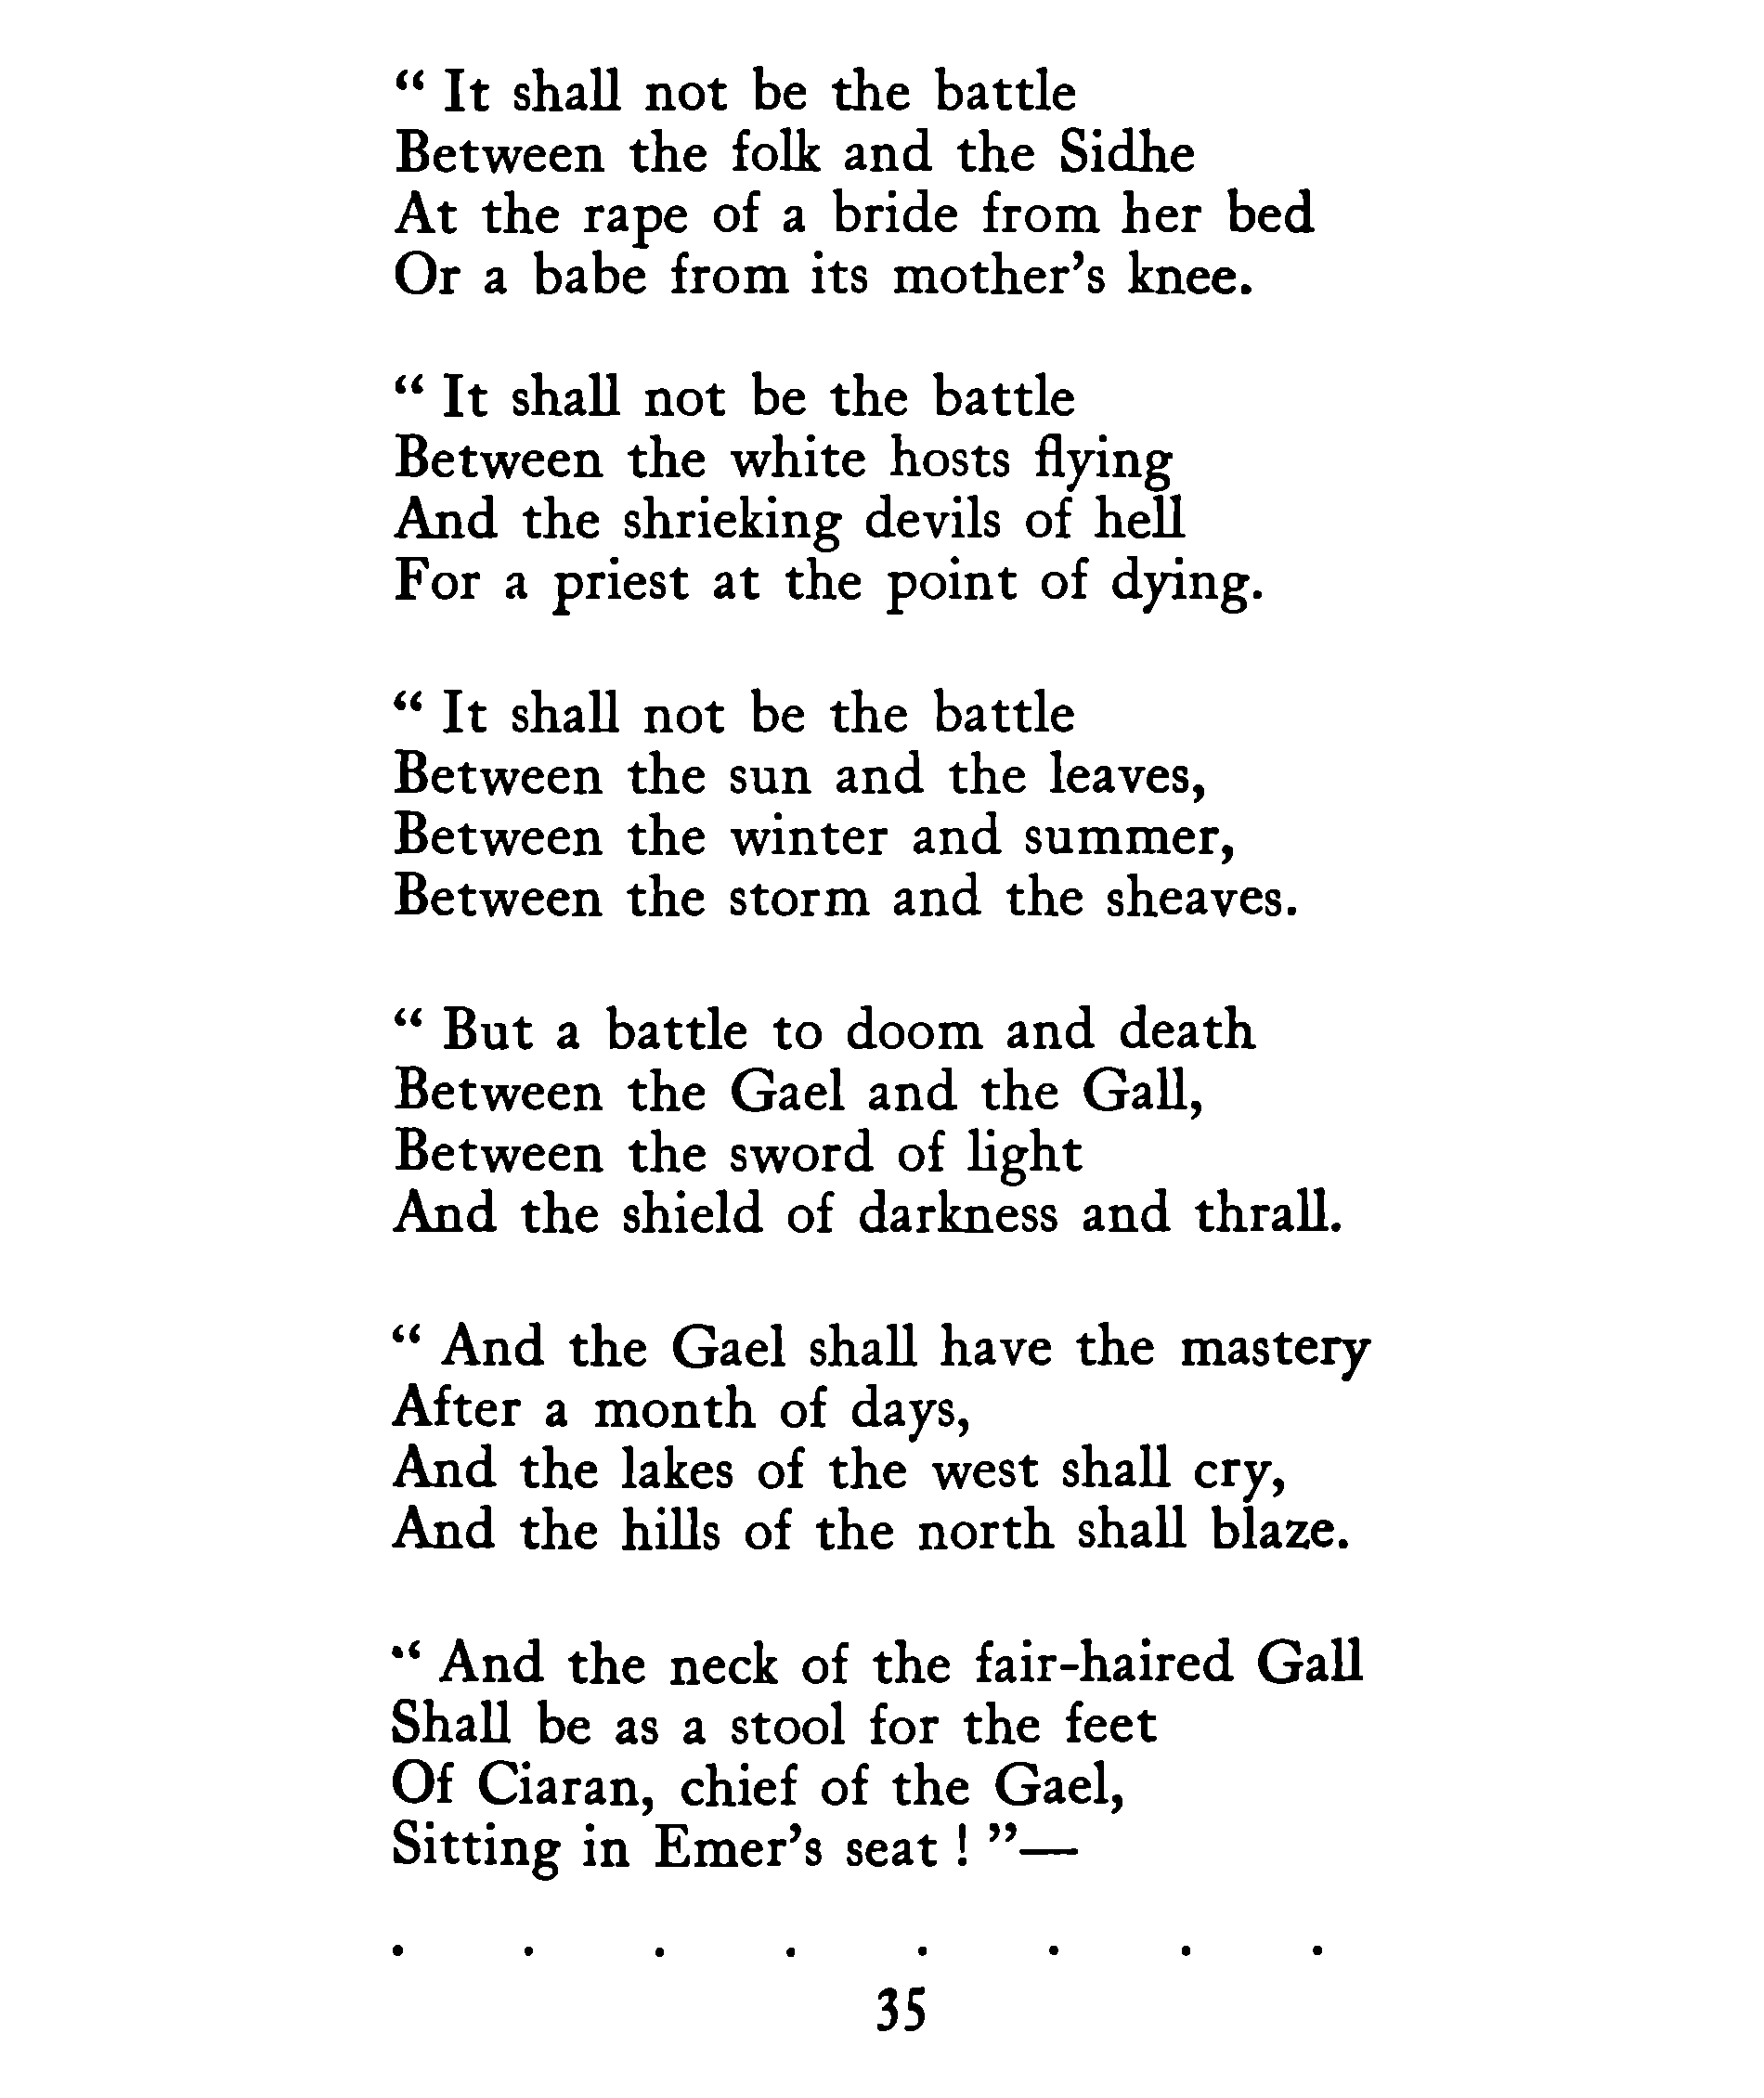 “ It shall not be the battle
Between the folk and the Sidhe
At the rape of a bride from her bed
Or a babe from its mother’s knee.

“ It shall not be the battle
Between the white hosts flying
And the shrieking devils of hell
For a priest at the point of dying.

“ It shall not be the battle
Between the sun and the leaves,
Between the winter and summer,
Between the storm and the sheaves.

“ But a battle to doom and death
Between the Gael and the Gall,
Between the sword of light
And the shield of darkness and thrall.

“ And the Gael shall have the mastery
After a month of days,
And the lakes of the west shall cry,
And the hills of the north shall blaze.

“ And the neck of the fair-haired Gall
Shall be as a stool for the feet
Of Ciaran, chief of the Gael,
Sitting in Emer’s seat ! ”—

. . . . . . . .
35